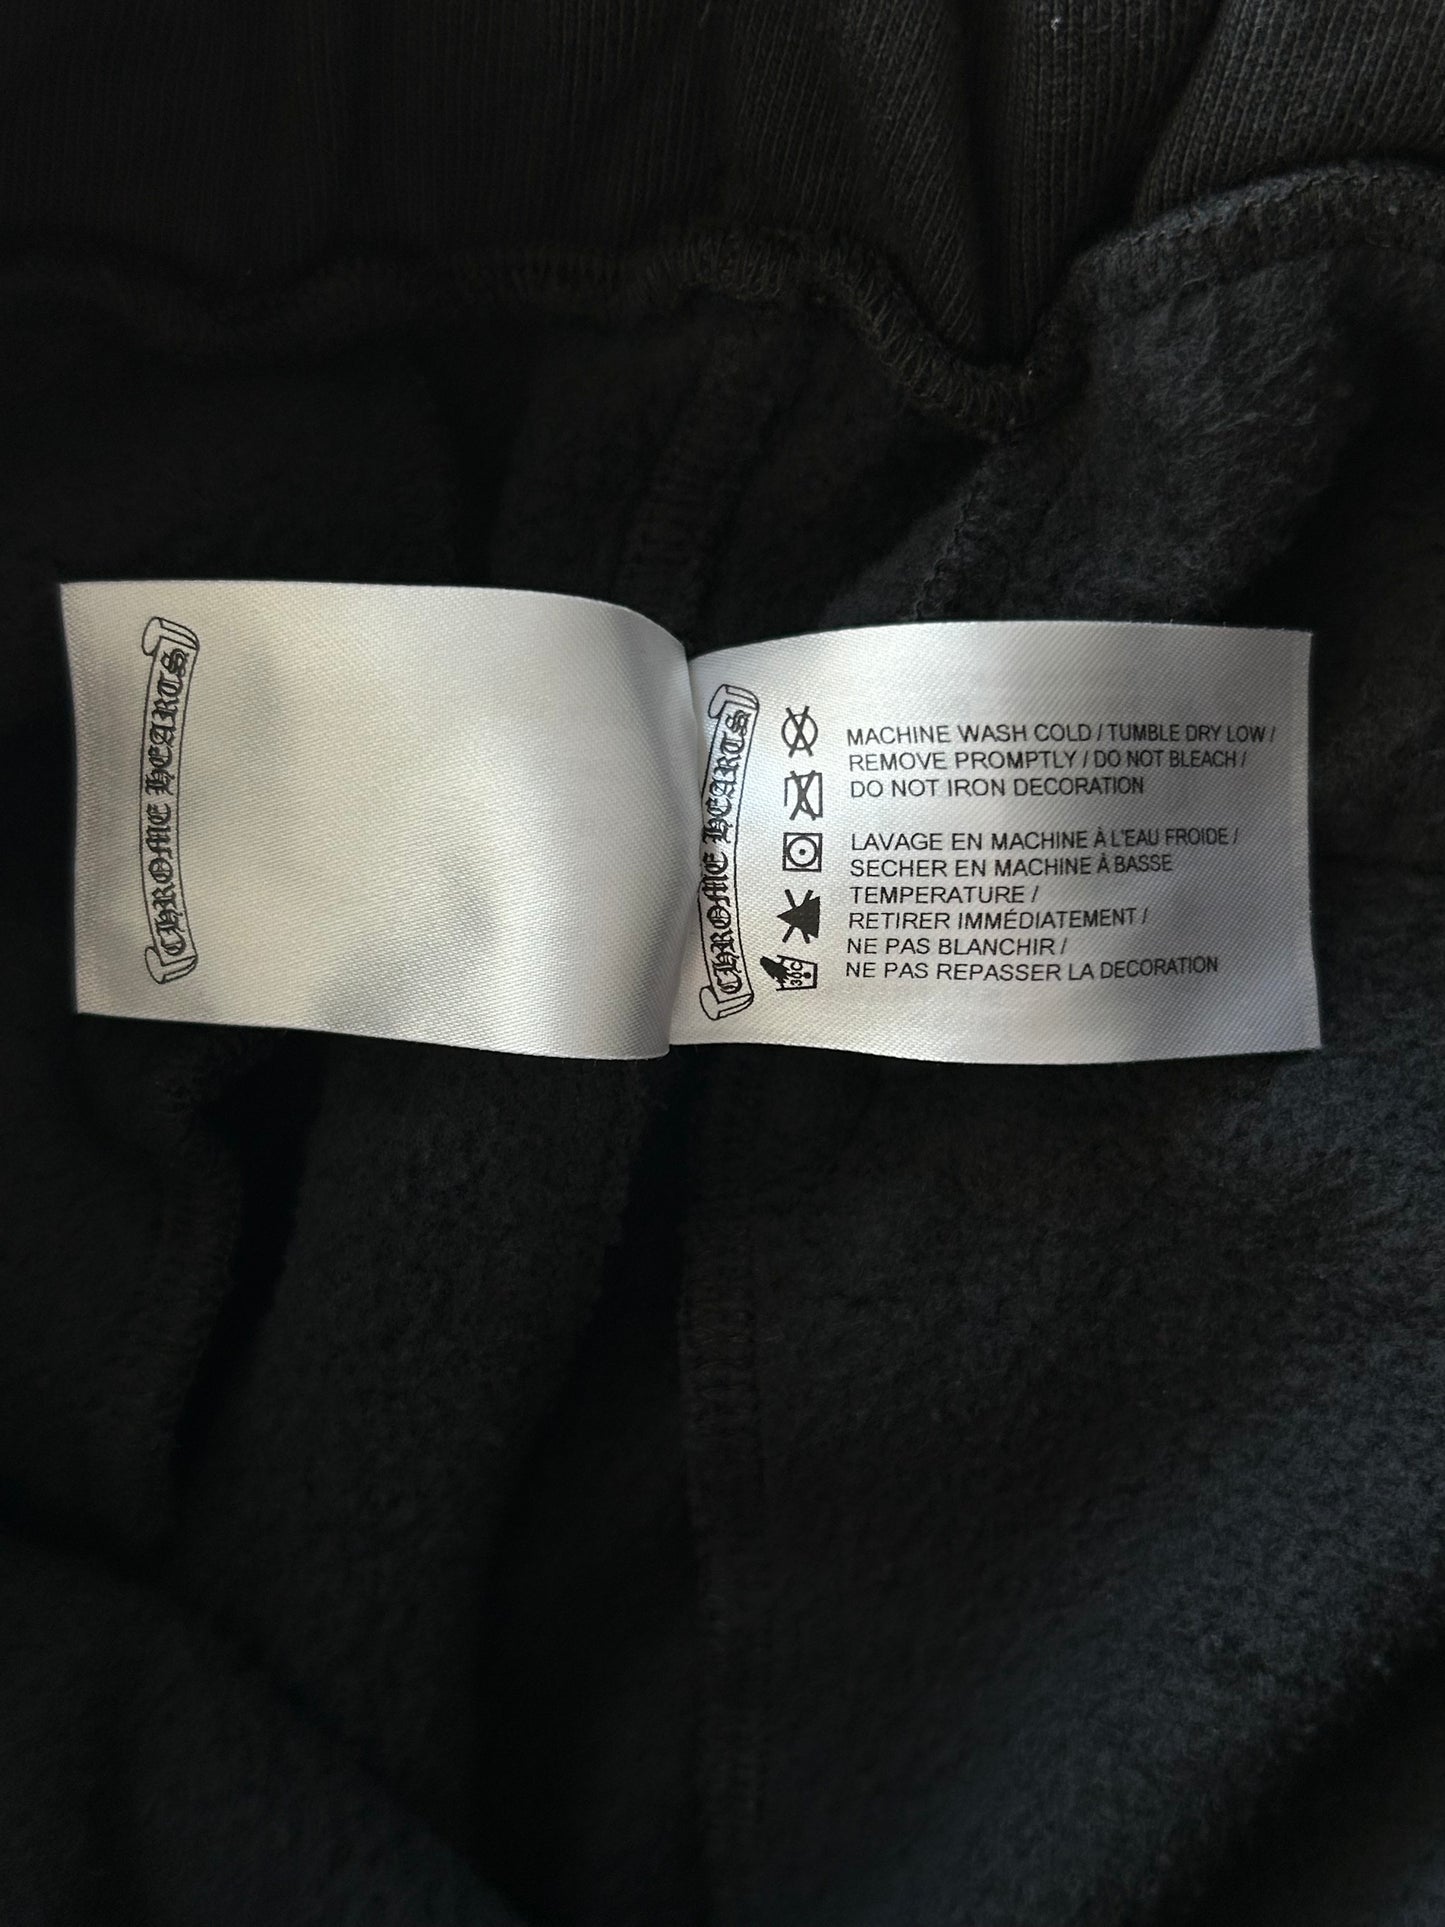 CHROME HEARTS
CHROME HEARTS
MACHINE WASH COLD / TUMBLE DRY LOW /
REMOVE PROMPTLY / DO NOT BLEACH /
DO NOT IRON DECORATION
LAVAGE EN MACHINE À L'EAU FROIDE /
SECHER EN MACHINE À BASSE
TEMPERATURE /
RETIRER IMMÉDIATEMENT /
NE PAS BLANCHIR /
NE PAS REPASSER LA DECORATION
30C